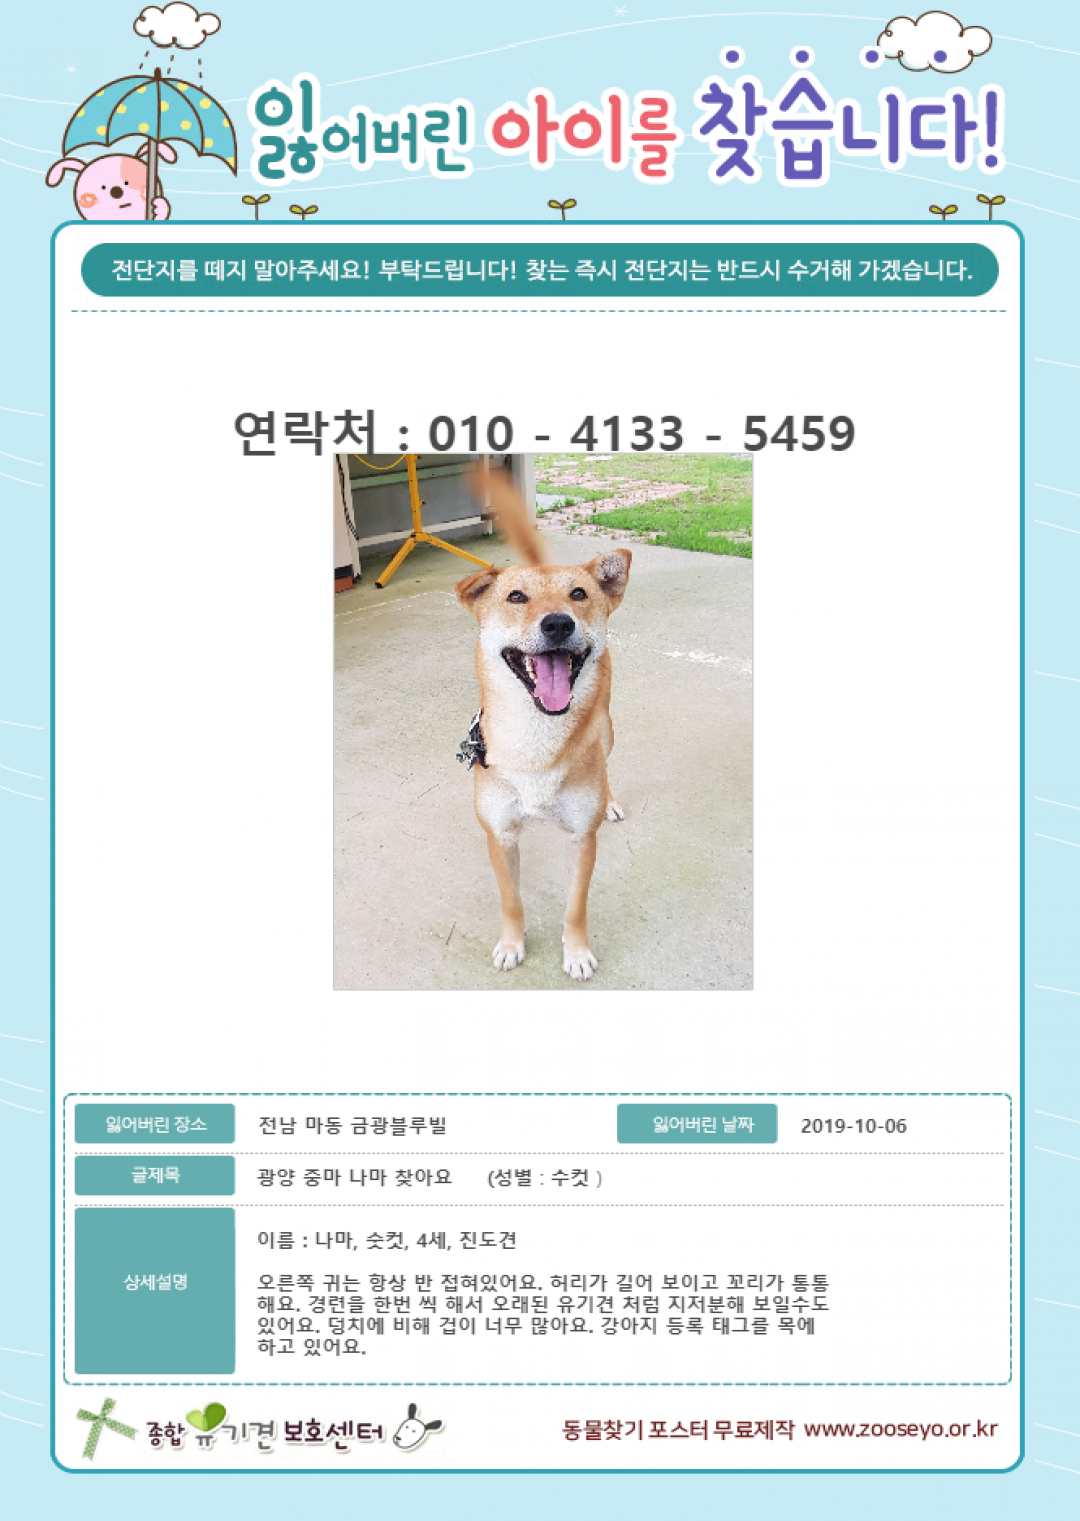 잃어버린 아이를 찾습니다!
전단지를 떼지 말아주세요! 부탁드립니다! 찾는 즉시 전단지는 반드시 수거해 가겠습니다.
연락처 : 010 - 4133 - 5459
잃어버린 장소 전남 마동 금광블루빌 잃어버린 날짜 2019-10-06
글제목 광양 중마 나마 찾아요 (성별 : 수컷 )
상세설명
이름 : 나마, 숫컷, 4세, 진도견
오른쪽 귀는 항상 반 접혀있어요. 허리가 길어 보이고 꼬리가 통통
해요. 경련을 한번 씩 해서 오래된 유기견 처럼 지저분해 보일수도
있어요. 덩치에 비해 겁이 너무 많아요. 강아지 등록 태그를 목에
하고 있어요.
종합 유기견 보호센터 동물찾기 포스터 무료제작 www.zooseyo.or.kr